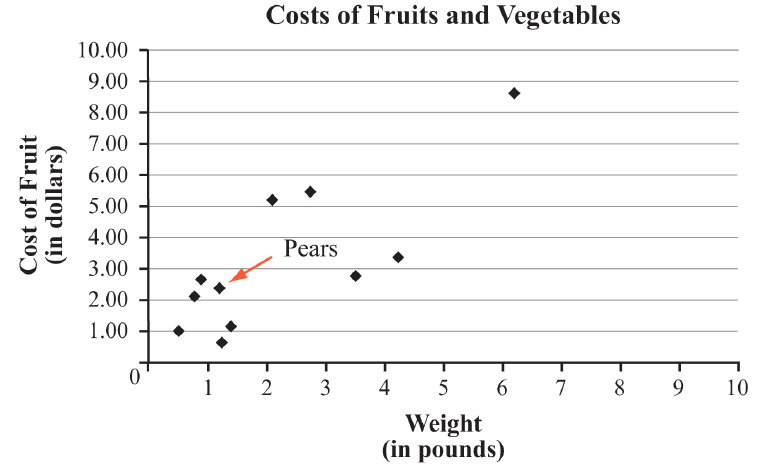 Costs of Fruits and Vegetables
10.00
9.00
8.00
7.00
6.00
5.00
4.00
3.00
2.00
1.00
0
Cost of Fruit
(in dollars)
Pears
1 2 3 4 5 6 7 8 9 10
Weight
(in pounds)